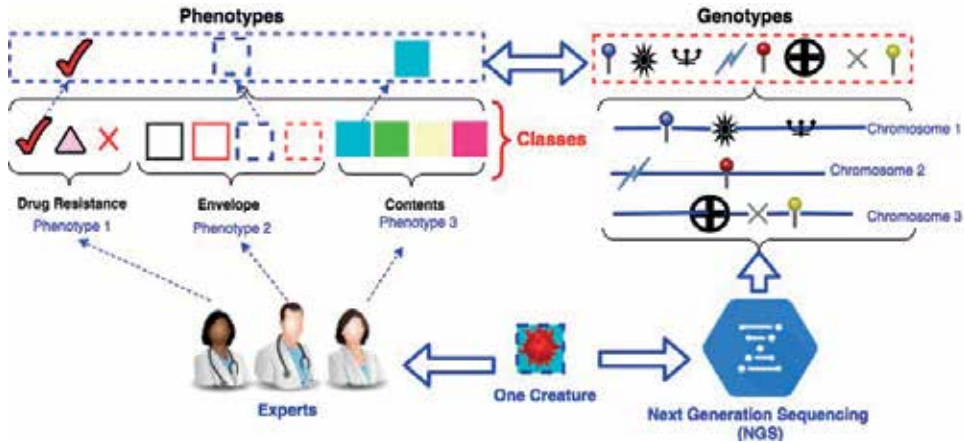 Phenotypes
Genotypes
Classes
Chromosome 1
Chromosome 2
Chromosome 3
Drug Resistance
Phenotype 1
Envelope
Phenotype 2
Contents
Phenotype 3
Experts
One Creature
Next Generation Sequencing
(NGS)